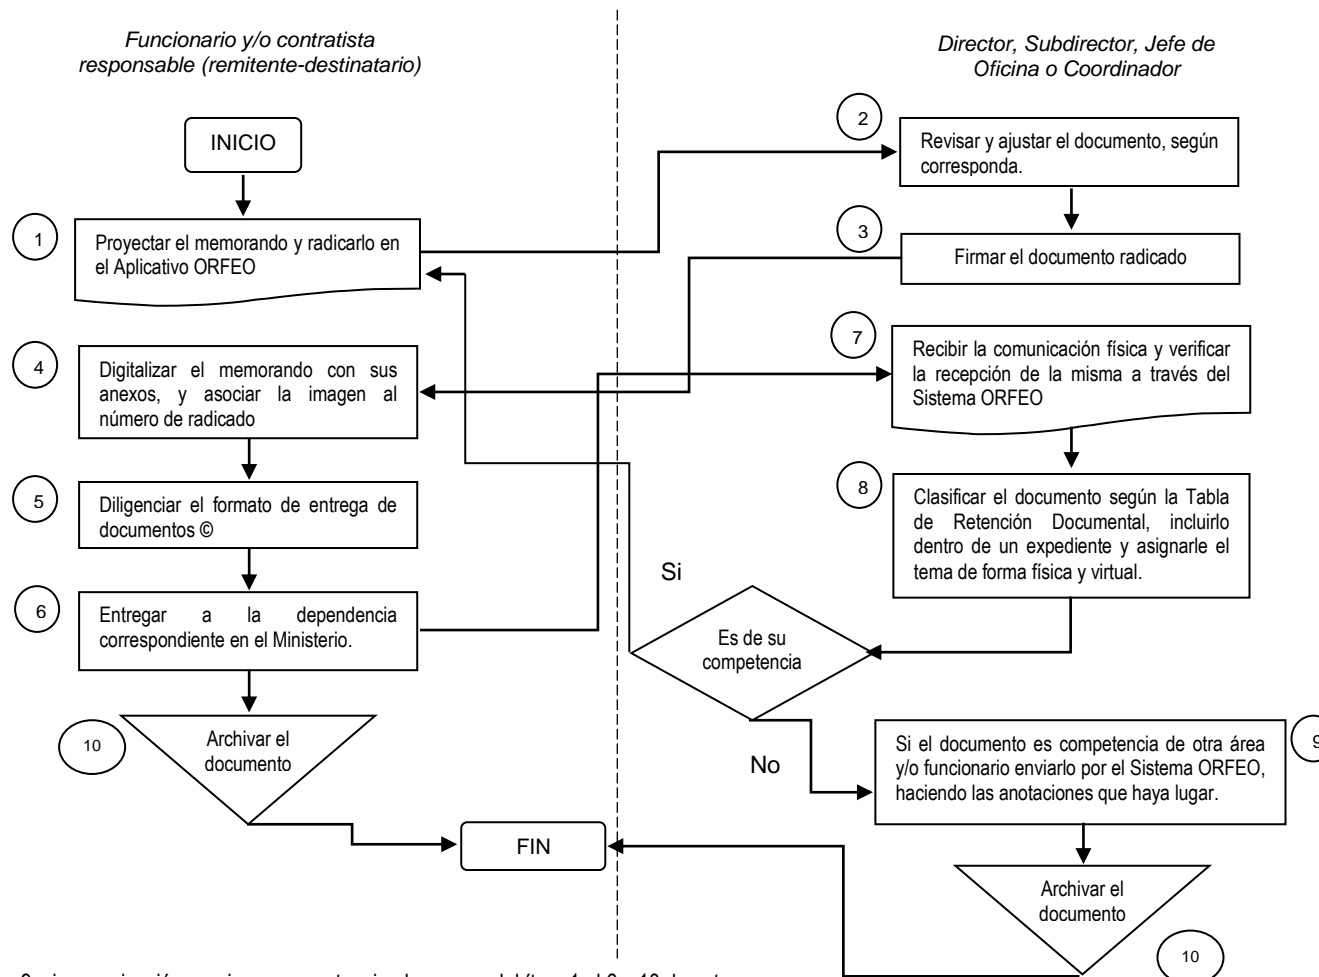 Funcionario y/o contratista
responsable (remitente-destinatario)
Director, Subdirector, Jefe de
Oficina o Coordinador
INICIO
1
Proyectar el memorando y radicarlo en
el Aplicativo ORFEO
2
Revisar y ajustar el documento, según
corresponda.
3
Firmar el documento radicado
4
Digitalizar el memorando con sus
anexos, y asociar la imagen al
número de radicado
5
Diligenciar el formato de entrega de
documentos ©
6
Entregar a la dependencia
correspondiente en el Ministerio.
7
Recibir la comunicación física y verificar
la recepción de la misma a través del
Sistema ORFEO
8
Clasificar el documento según la Tabla
de Retención Documental, incluirlo
dentro de un expediente y asignarle el
tema de forma física y virtual.
Si
Es de su
competencia
No
9
Si el documento es competencia de otra área
y/o funcionario enviarlo por el Sistema ORFEO,
haciendo las anotaciones que haya lugar.
10
Archivar el
documento
FIN
Archivar el
documento
10